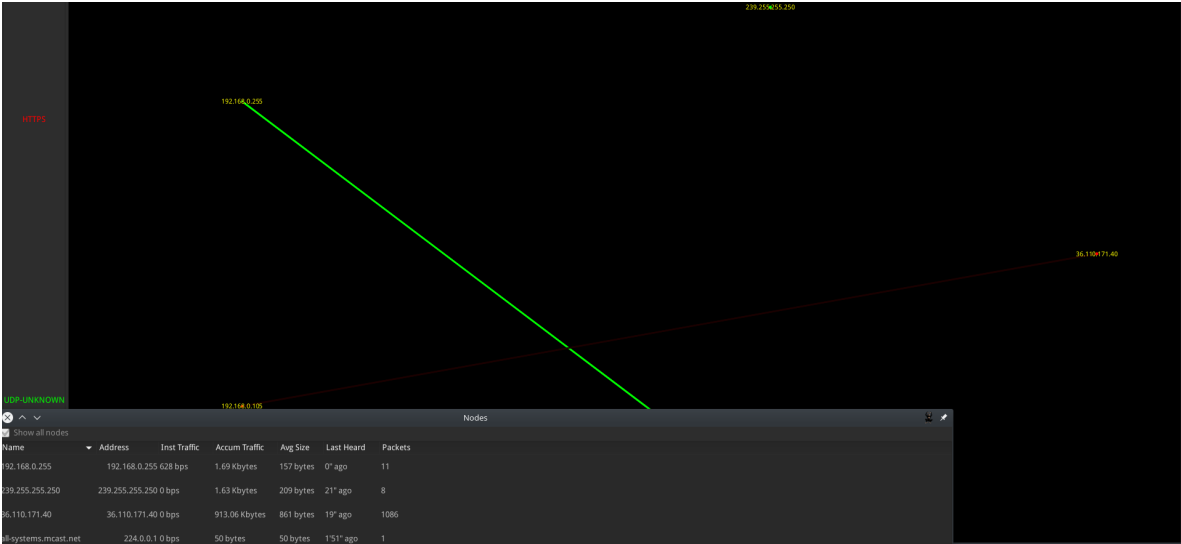 239.255.255.250
192.168.0.255
HTTPS
36.110.171.40
UDP-UNKNOWN
192.168.0.105
Nodes
Show all nodes
Name Address Inst Traffic Accum Traffic Avg Size Last Heard Packets
192.168.0.255 192.168.0.255 628 bps 1.69 Kbytes 157 bytes 0" ago 11
239.255.255.250 239.255.255.250 0 bps 1.63 Kbytes 209 bytes 21" ago 8
36.110.171.40 36.110.171.40 0 bps 913.06 Kbytes 861 bytes 19" ago 1086
all-systems.mcast.net 224.0.0.1 0 bps 50 bytes 50 bytes 1'51" ago 1